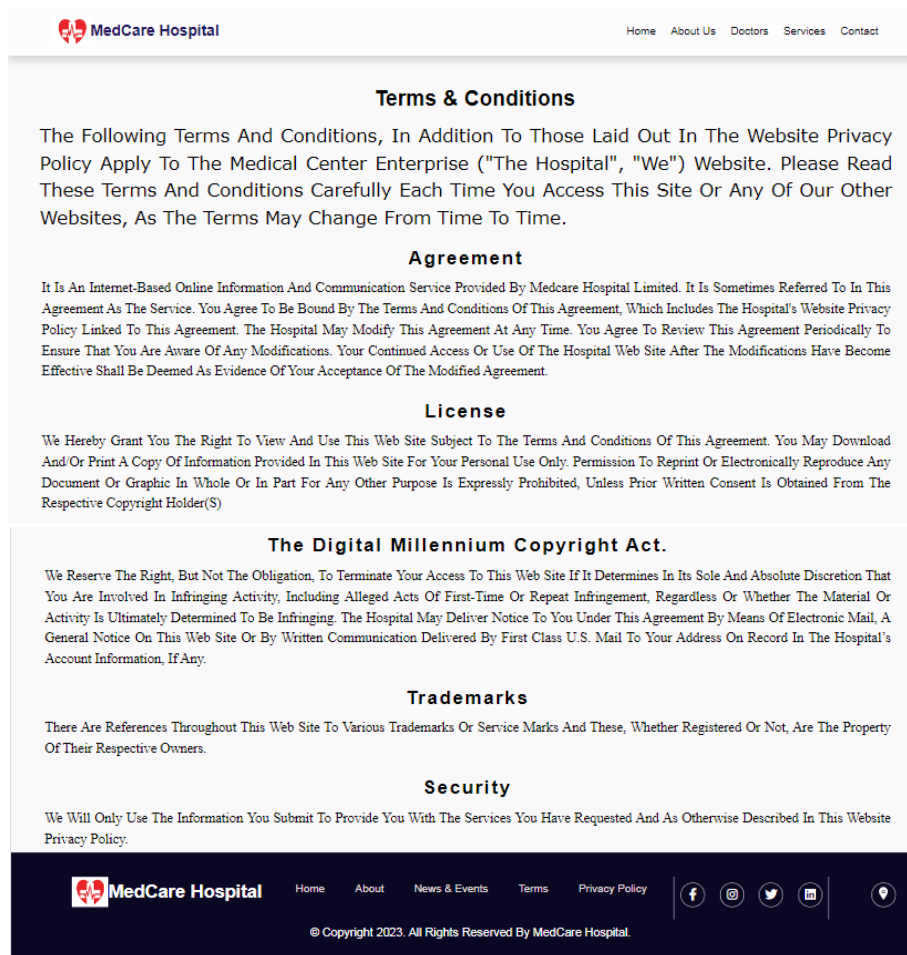 MedCare Hospital
Home About Us Doctors Services Contact
Terms & Conditions
The Following Terms And Conditions, In Addition To Those Laid Out In The Website Privacy
Policy Apply To The Medical Center Enterprise ("The Hospital", "We") Website. Please Read
These Terms And Conditions Carefully Each Time You Access This Site Or Any Of Our Other
Websites, As The Terms May Change From Time To Time.
Agreement
It Is An Internet-Based Online Information And Communication Service Provided By Medcare Hospital Limited. It Is Sometimes Referred To In This
Agreement As The Service. You Agree To Be Bound By The Terms And Conditions Of This Agreement, Which Includes The Hospital's Website Privacy
Policy Linked To This Agreement. The Hospital May Modify This Agreement At Any Time. You Agree To Review This Agreement Periodically To
Ensure That You Are Aware Of Any Modifications. Your Continued Access Or Use Of The Hospital Web Site After The Modifications Have Become
Effective Shall Be Deemed As Evidence Of Your Acceptance Of The Modified Agreement.
License
We Hereby Grant You The Right To View And Use This Web Site Subject To The Terms And Conditions Of This Agreement. You May Download
And/Or Print A Copy Of Information Provided In This Web Site For Your Personal Use Only. Permission To Reprint Or Electronically Reproduce Any
Document Or Graphic In Whole Or In Part For Any Other Purpose Is Expressly Prohibited, Unless Prior Written Consent Is Obtained From The
Respective Copyright Holder(S)
The Digital Millennium Copyright Act.
We Reserve The Right, But Not The Obligation, To Terminate Your Access To This Web Site If It Determines In Its Sole And Absolute Discretion That
You Are Involved In Infringing Activity, Including Alleged Acts Of First-Time Or Repeat Infringement, Regardless Or Whether The Material Or
Activity Is Ultimately Determined To Be Infringing. The Hospital May Deliver Notice To You Under This Agreement By Means Of Electronic Mail, A
General Notice On This Web Site Or By Written Communication Delivered By First Class U.S. Mail To Your Address On Record In The Hospital’s
Account Information, If Any.
Trademarks
There Are References Throughout This Web Site To Various Trademarks Or Service Marks And These, Whether Registered Or Not, Are The Property
Of Their Respective Owners.
Security
We Will Only Use The Information You Submit To Provide You With The Services You Have Requested And As Otherwise Described In This Website
Privacy Policy.
MedCare Hospital Home About News & Events Terms Privacy Policy
© Copyright 2023. All Rights Reserved By MedCare Hospital.